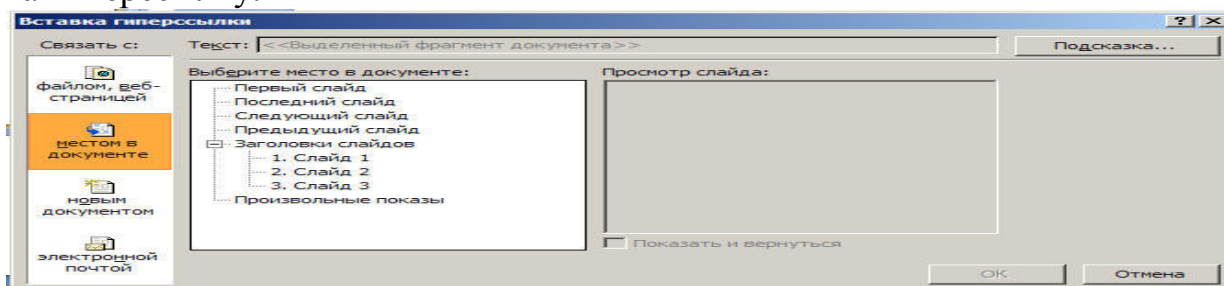 Вставка гиперссылки
Связать с:
Текст: <<Выделенный фрагмент документа>>
Подсказка...
файлом, веб-
страницей
местом в
документе
новым
документом
электронной
почтой
Выберите место в документе:
Первый слайд
Последний слайд
Следующий слайд
Предыдущий слайд
Заголовки слайдов
1. Слайд 1
2. Слайд 2
3. Слайд 3
Произвольные показы
Просмотр слайда:
Показать и вернуться
OK
Отмена